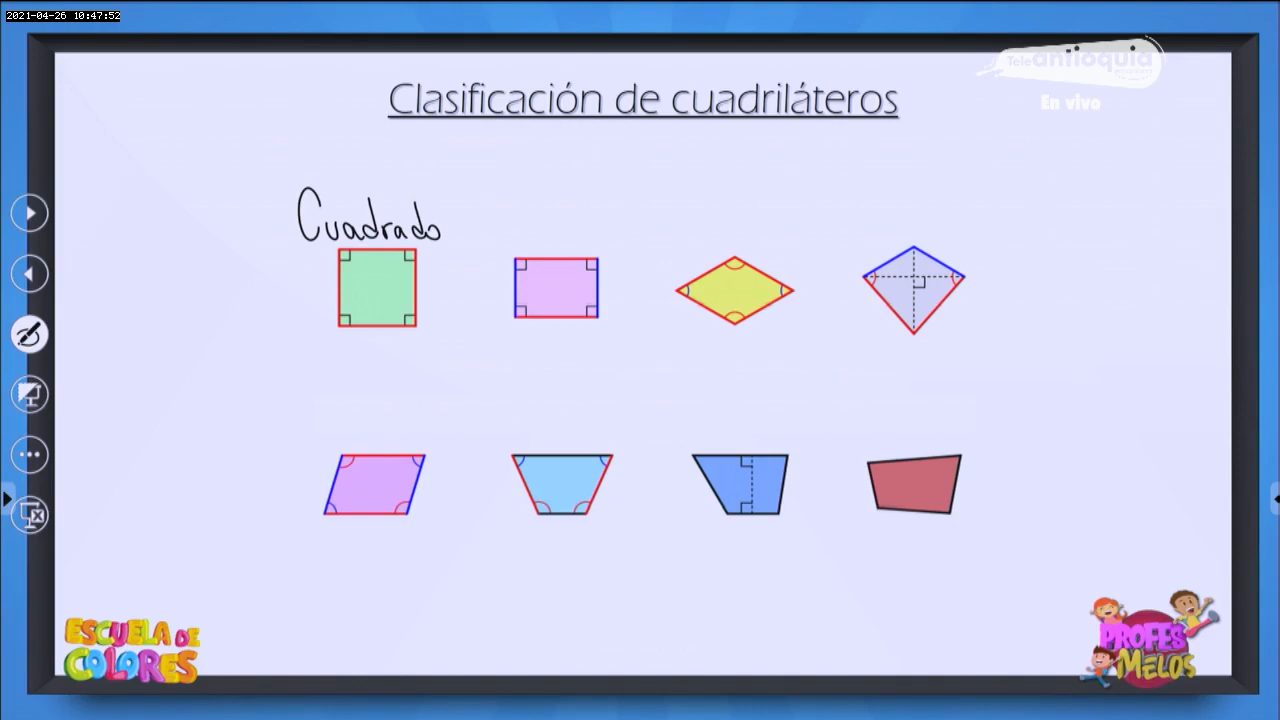 2021-04-26 10:47:52
Teleantioquia
En vivo
Clasificación de cuadriláteros
Cuadrado
ESCUELA DE
COLORES
PROFES
MELOS